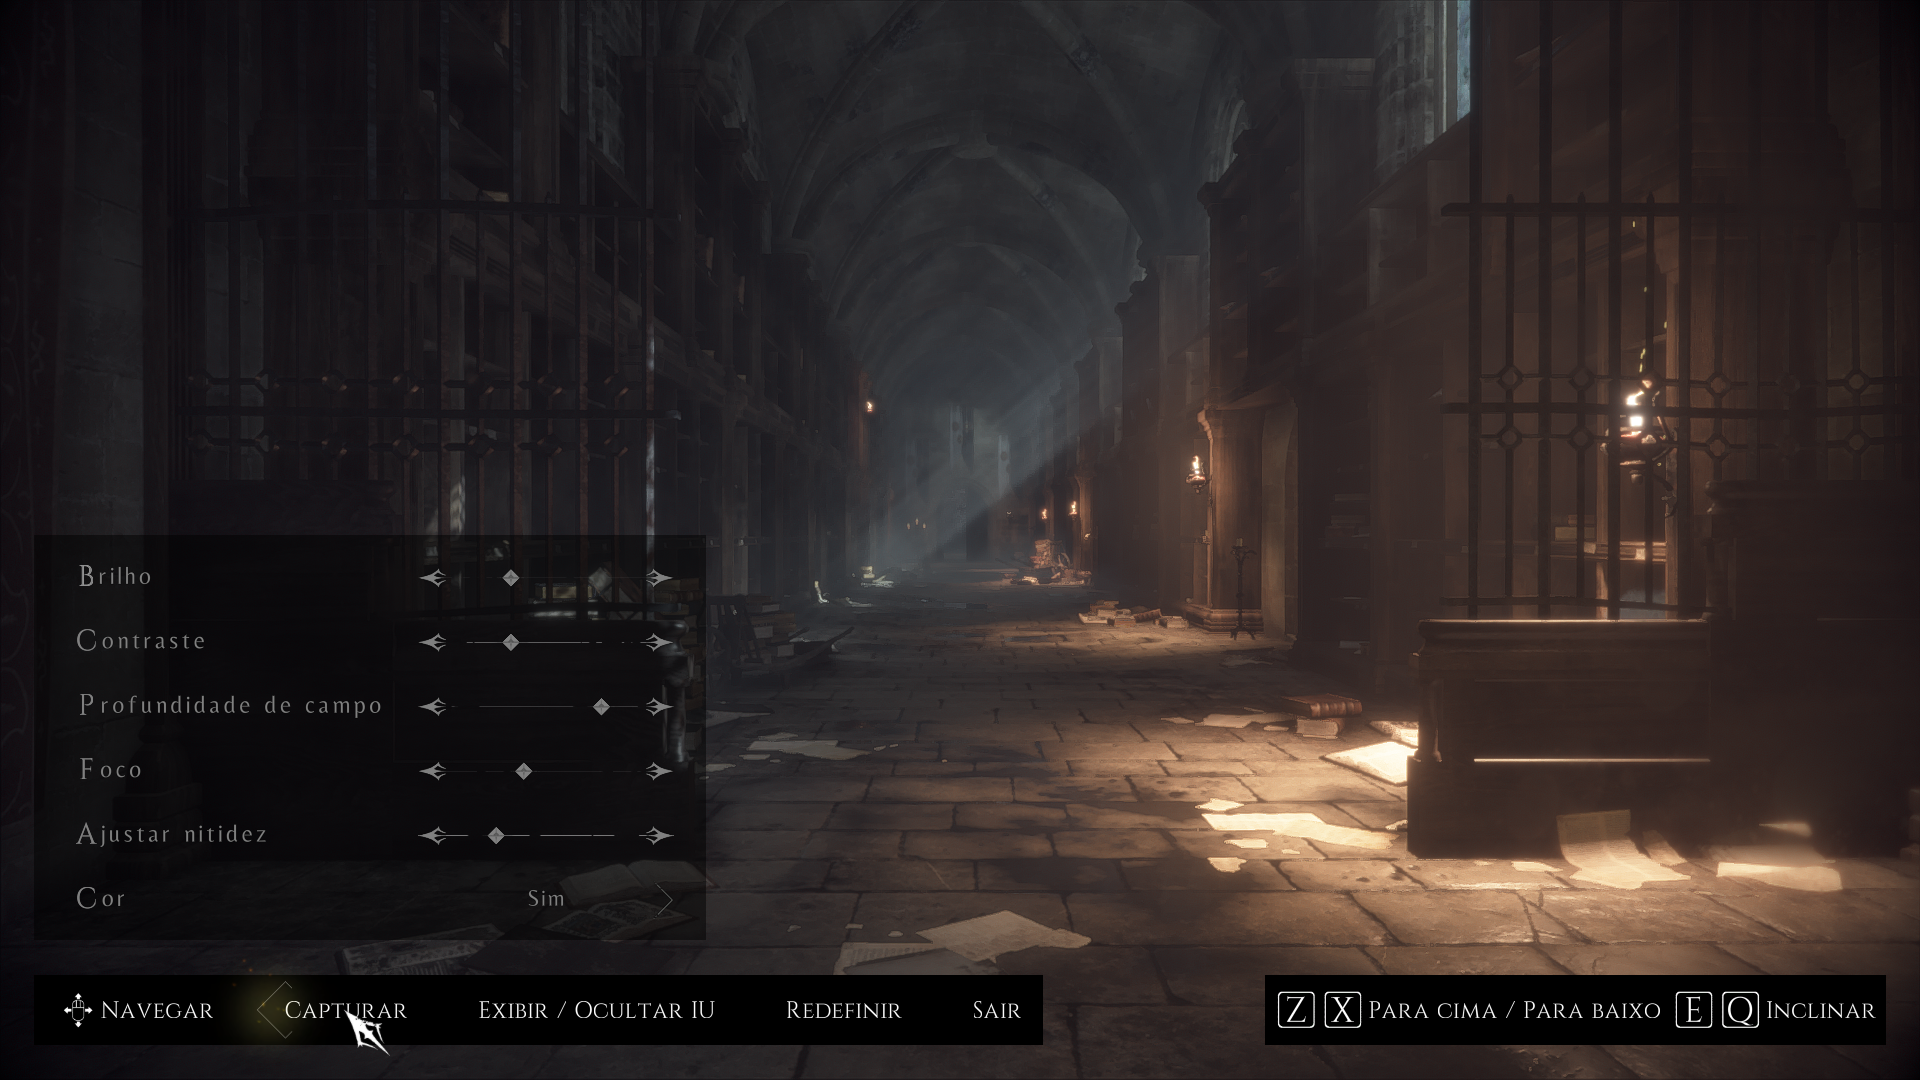 Brilho
Contraste
Profundidade de campo
Foco
Ajustar nitidez
Cor Sim
Navegar Capturar Exibir / Ocultar IU Redefinir Sair
Z X Para cima / Para baixo E Q Inclinar